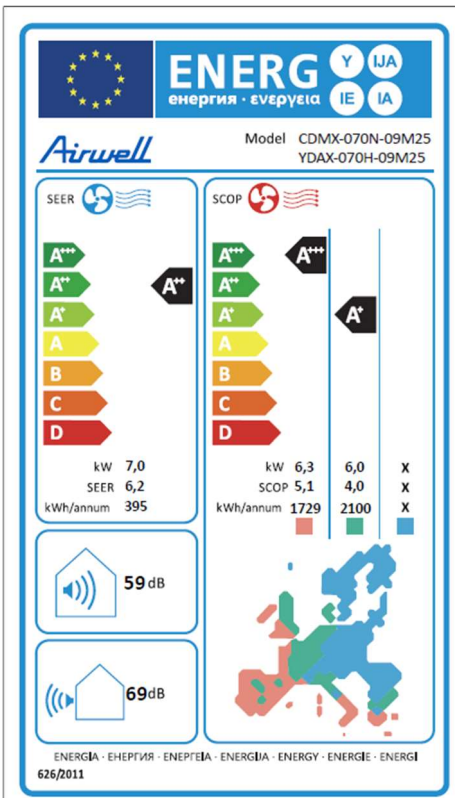 ENERG Y IJA
енергия · ενεργεια IE IA
Airwell
Model CDMX-070N-09M25
YDAX-070H-09M25
SEER
A+++
A++
A+
A
B
C
D
A++
kW 7,0
SEER 6,2
kWh/annum 395
SCOP
A+++
A++
A+
A
B
C
D
A+++
A+
kW 6,3 6,0 X
SCOP 5,1 4,0 X
kWh/annum 1729 2100 X
59 dB
69dB
ENERGIA · ЕНЕРГИЯ · ΕΝΕΡΓΕΙΑ · ENERGIJA · ENERGY · ENERGIE · ENERGI
626/2011